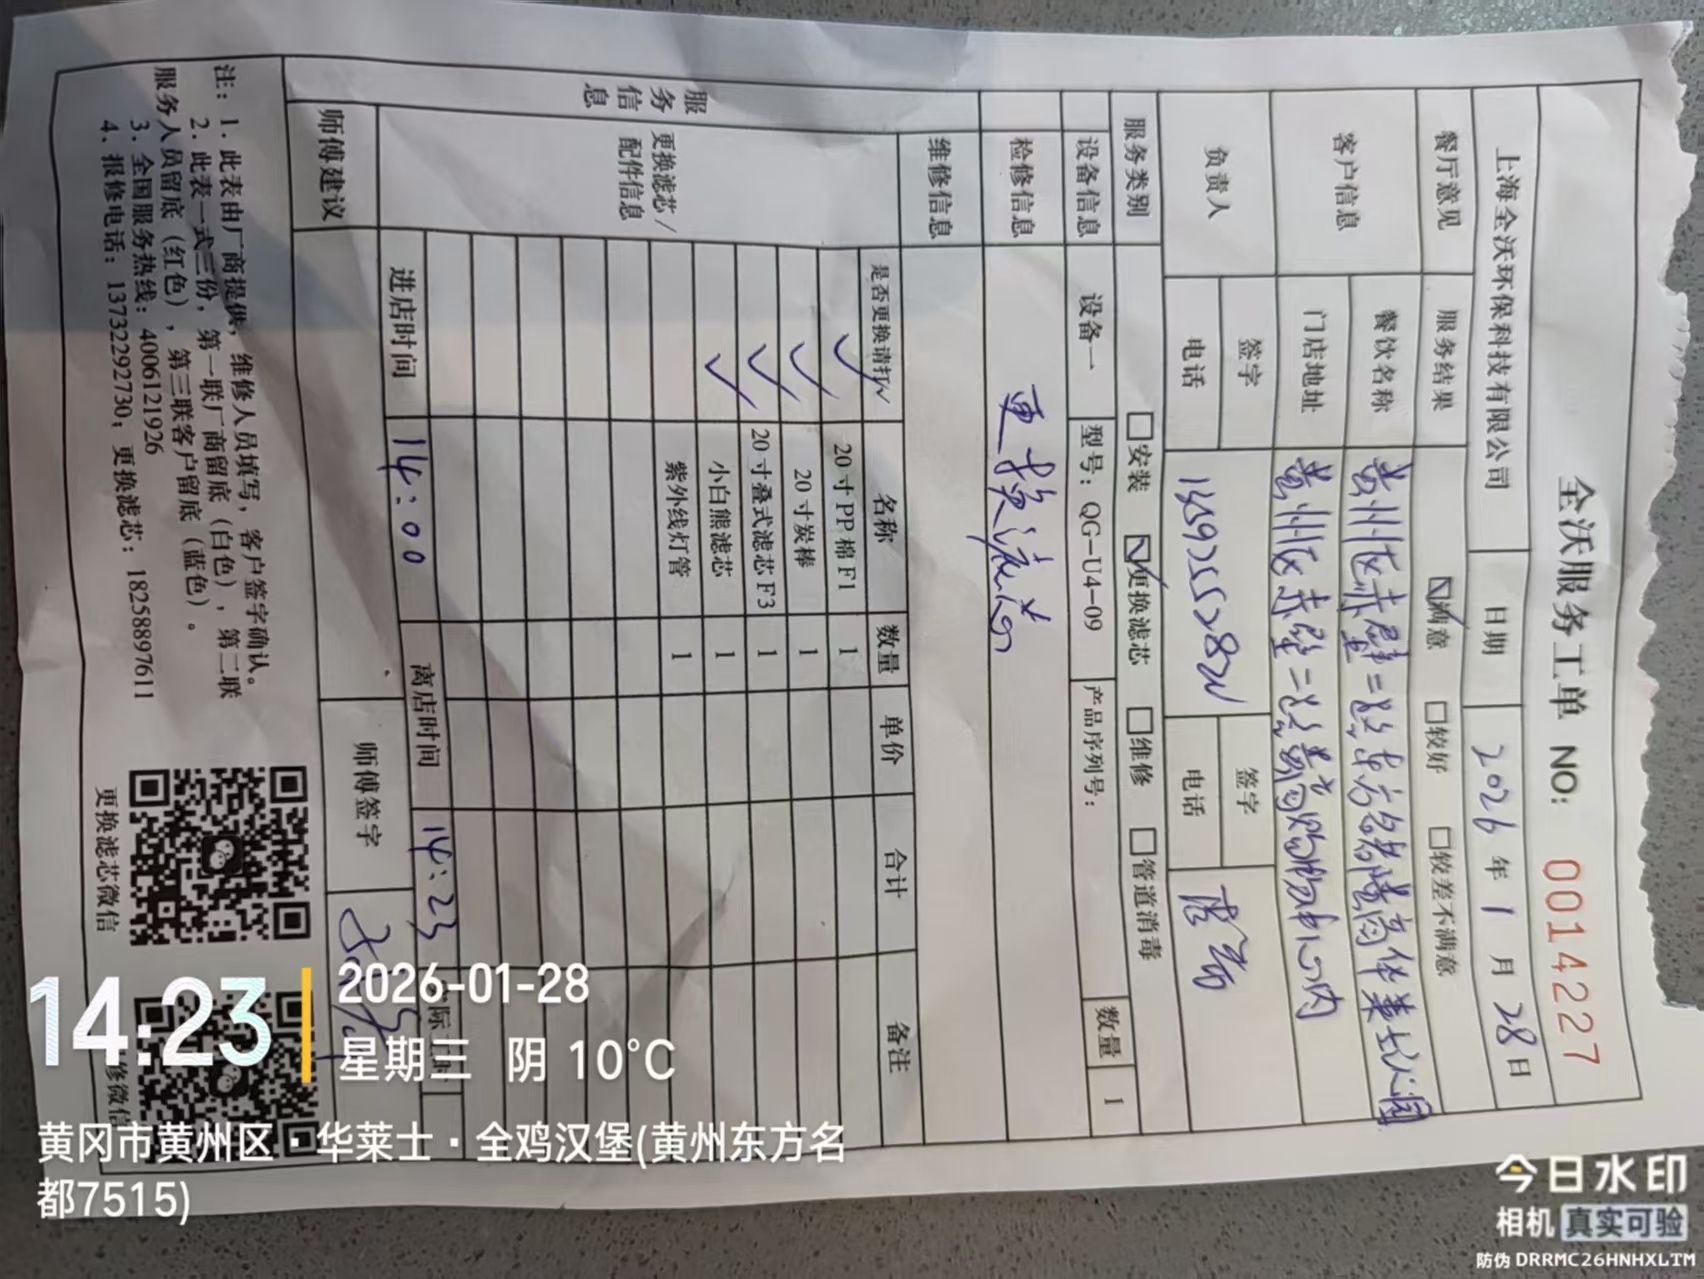 全沃服务工单 NO: 0014227
上海全沃环保科技有限公司 日期 2026 年 1 月 28 日
餐厅意见 服务结果 ☑满意 □较好 □较差不满意
客户信息 餐饮名称 黄州区赤壁二路东方名 华莱士
门店地址 黄州区赤壁二路 购物中心内
负责人 签字 签字
电话 电话
服务类别 □安装 ☑更换滤芯 □维修 □管道消毒
设备信息 设备一 型号: QG-U4-09 产品序列号: 数量 1
服务信息
检修信息 更换滤芯
维修信息
更换滤芯/配件信息
是否更换请打√ 名称 数量 单价 合计 备注
✓ 20寸PP棉F1 1
✓ 20寸炭棒 1
✓ 20寸叠式滤芯F3 1
✓ 小白熊滤芯 1
紫外线灯管 1
进店时间 14:00 离店时间 14:23
师傅建议 师傅签字
注: 1.此表由厂商提供, 维修人员填写, 客户签字确认。
2.此表一式三份, 第一联厂商留底(白色), 第二联
服务人员留底(红色), 第三联客户留底(蓝色)。
3.全国服务热线: 4006121926
4、报修电话: 13732292730; 更换滤芯: 18258897611
更换滤芯微信
修微信
14:23
2026-01-28
星期三 阴 10°C
黄冈市黄州区·华莱士·全鸡汉堡(黄州东方名
都7515)
今日水印
相机 真实可验
防伪 DRRMC26HNHXLTM